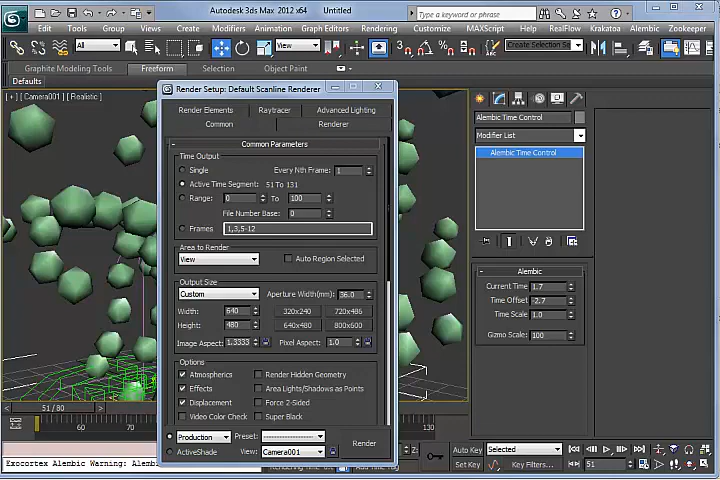 Autodesk 3ds Max 2012 x64 Untitled
Type a keyword or phrase
Edit Tools Group Views Create Modifiers Animation Graph Editors Rendering Customize MAXScript RealFlow Krakatoa Alembic Zookeeper
All View Create Selection Se
Graphite Modeling Tools Freeform Selection Object Paint
Defaults
[ + ] [ Camera001 ] [ Realistic ]
Render Setup: Default Scanline Renderer
Render Elements Raytracer Advanced Lighting
Common Renderer
Common Parameters
Time Output
Single Every Nth Frame: 1
Active Time Segment: 51 To 131
Range: 0 To 100
File Number Base: 0
Frames 1,3,5-12
Area to Render
View Auto Region Selected
Output Size
Custom Aperture Width(mm): 36.0
Width: 640 320x240 720x486
Height: 480 640x480 800x600
Image Aspect: 1.3333 Pixel Aspect: 1.0
Options
Atmospherics Render Hidden Geometry
Effects Area Lights/Shadows as Points
Displacement Force 2-Sided
Video Color Check Super Black
Production Preset: Render
ActiveShade View: Camera001
Alembic Time Control
Modifier List
Alembic Time Control
Alembic
Current Time: 1.7
Time Offset: -2.7
Time Scale: 1.0
Gizmo Scale: 100
51 / 80
60 70 130
Exocortex Alembic Warning: Alemb
Rendering Time 0:0 Add Time Tag
Z:
Auto Key Selected
Set Key Key Filters... 51